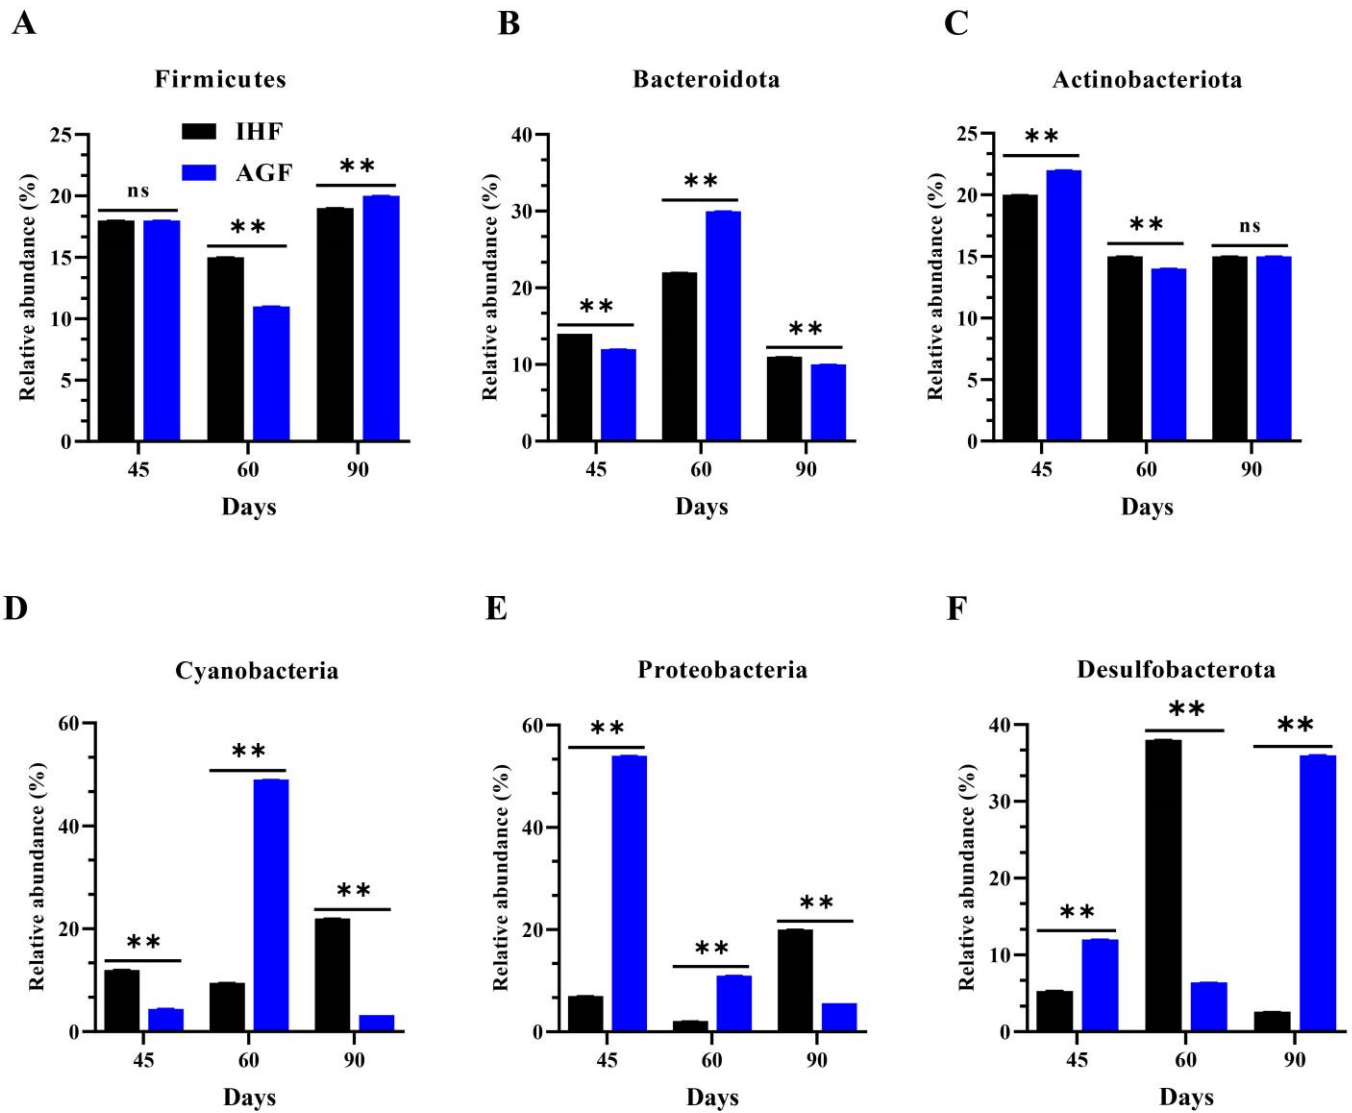 A
B
C
Firmicutes
Bacteroidota
Actinobacteriota
IHF
AGF
Relative abundance (%)
25
20
15
10
5
0
ns
**
**
45
60
90
Days
Relative abundance (%)
40
30
20
10
0
**
**
**
45
60
90
Days
Relative abundance (%)
25
20
15
10
5
0
**
**
ns
45
60
90
Days
D
E
F
Cyanobacteria
Proteobacteria
Desulfobacterota
Relative abundance (%)
60
40
20
0
**
**
**
45
60
90
Days
Relative abundance (%)
60
40
20
0
**
**
**
45
60
90
Days
Relative abundance (%)
40
30
20
10
0
**
**
**
45
60
90
Days